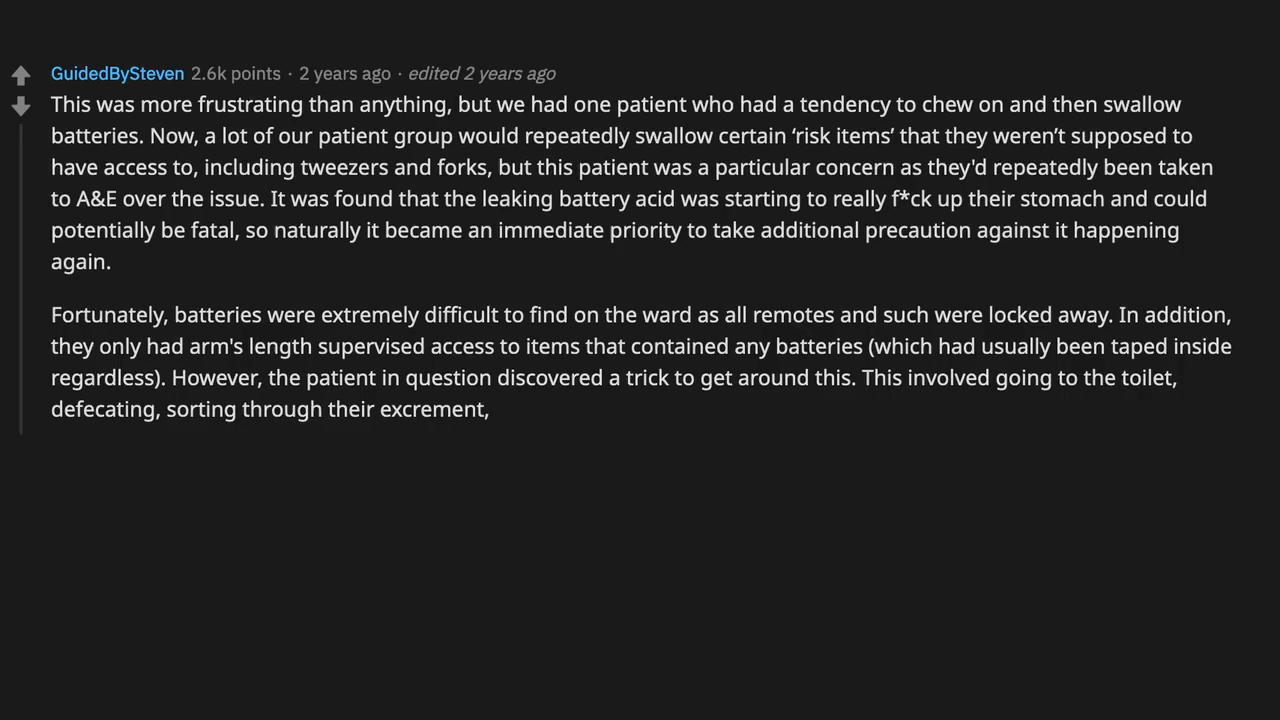 GuidedBySteven 2.6k points · 2 years ago · edited 2 years ago
This was more frustrating than anything, but we had one patient who had a tendency to chew on and then swallow
batteries. Now, a lot of our patient group would repeatedly swallow certain ‘risk items’ that they weren’t supposed to
have access to, including tweezers and forks, but this patient was a particular concern as they'd repeatedly been taken
to A&E over the issue. It was found that the leaking battery acid was starting to really f*ck up their stomach and could
potentially be fatal, so naturally it became an immediate priority to take additional precaution against it happening
again.
Fortunately, batteries were extremely difficult to find on the ward as all remotes and such were locked away. In addition,
they only had arm's length supervised access to items that contained any batteries (which had usually been taped inside
regardless). However, the patient in question discovered a trick to get around this. This involved going to the toilet,
defecating, sorting through their excrement,